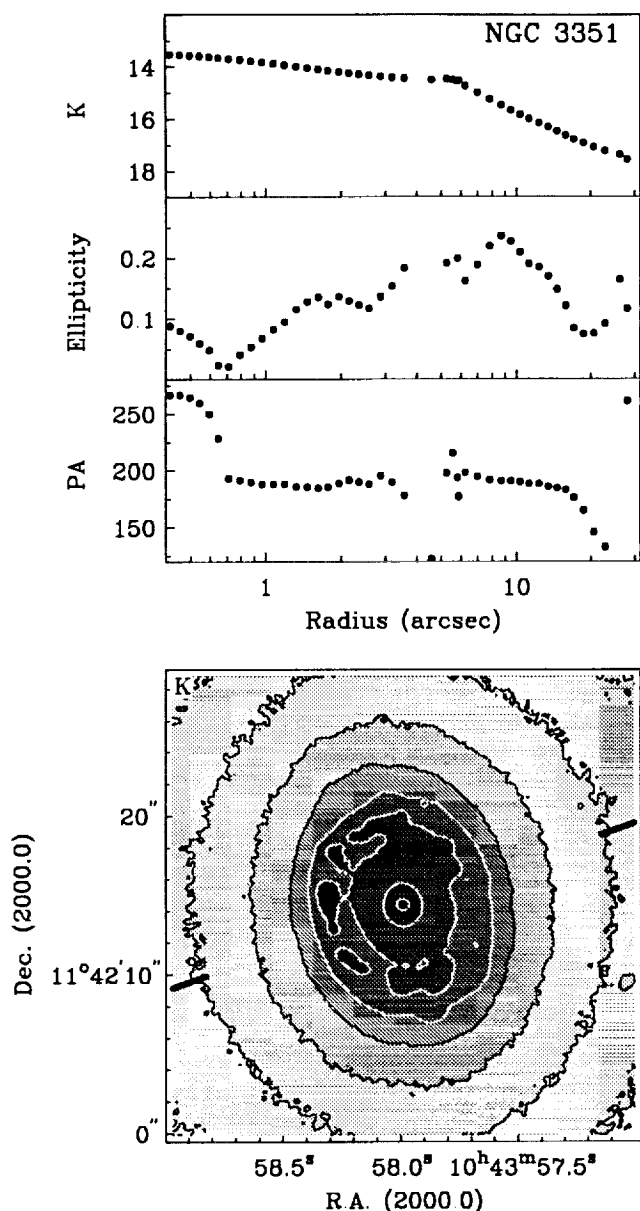 NGC 3351
K
14
16
18
Ellipticity
0.2
0.1
PA
250
200
150
1
10
Radius (arcsec)
K
Dec. (2000.0)
20"
11°42'10"
0"
58.5ˢ
58.0ˢ
10ʰ43ᵐ57.5ˢ
R.A. (2000.0)